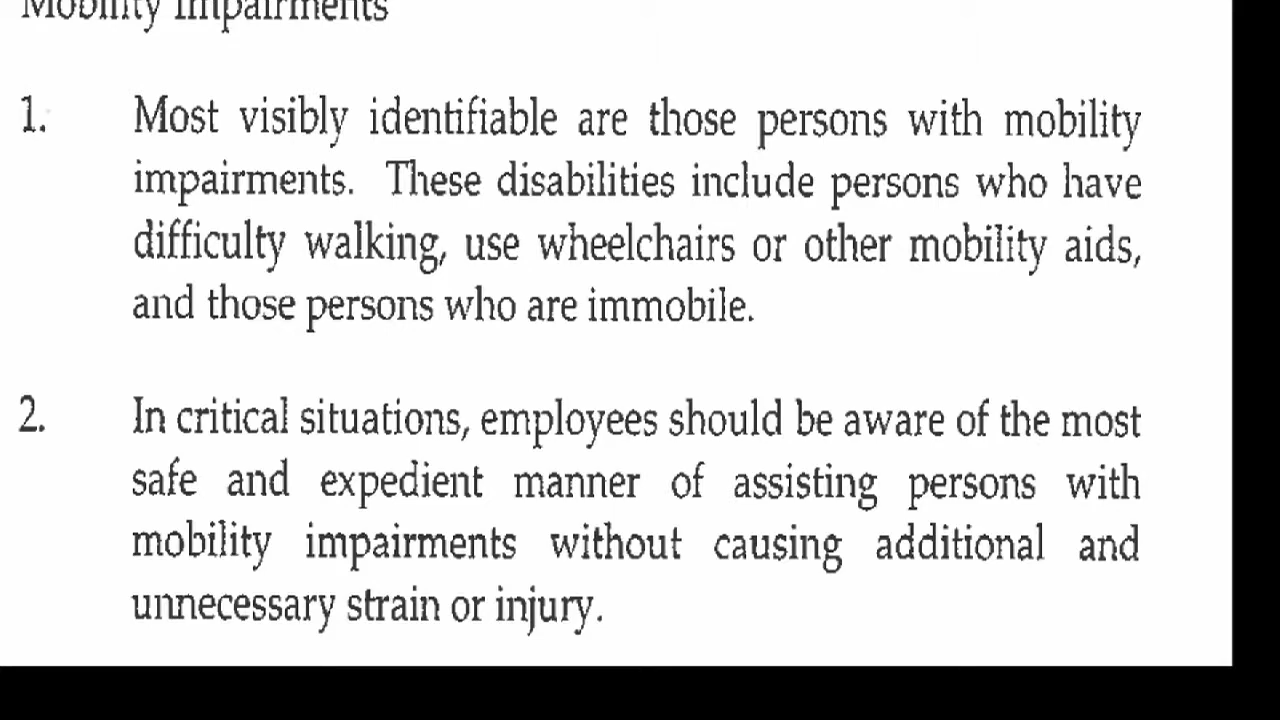 Mobility Impairments
1. Most visibly identifiable are those persons with mobility
impairments. These disabilities include persons who have
difficulty walking, use wheelchairs or other mobility aids,
and those persons who are immobile.
2. In critical situations, employees should be aware of the most
safe and expedient manner of assisting persons with
mobility impairments without causing additional and
unnecessary strain or injury.